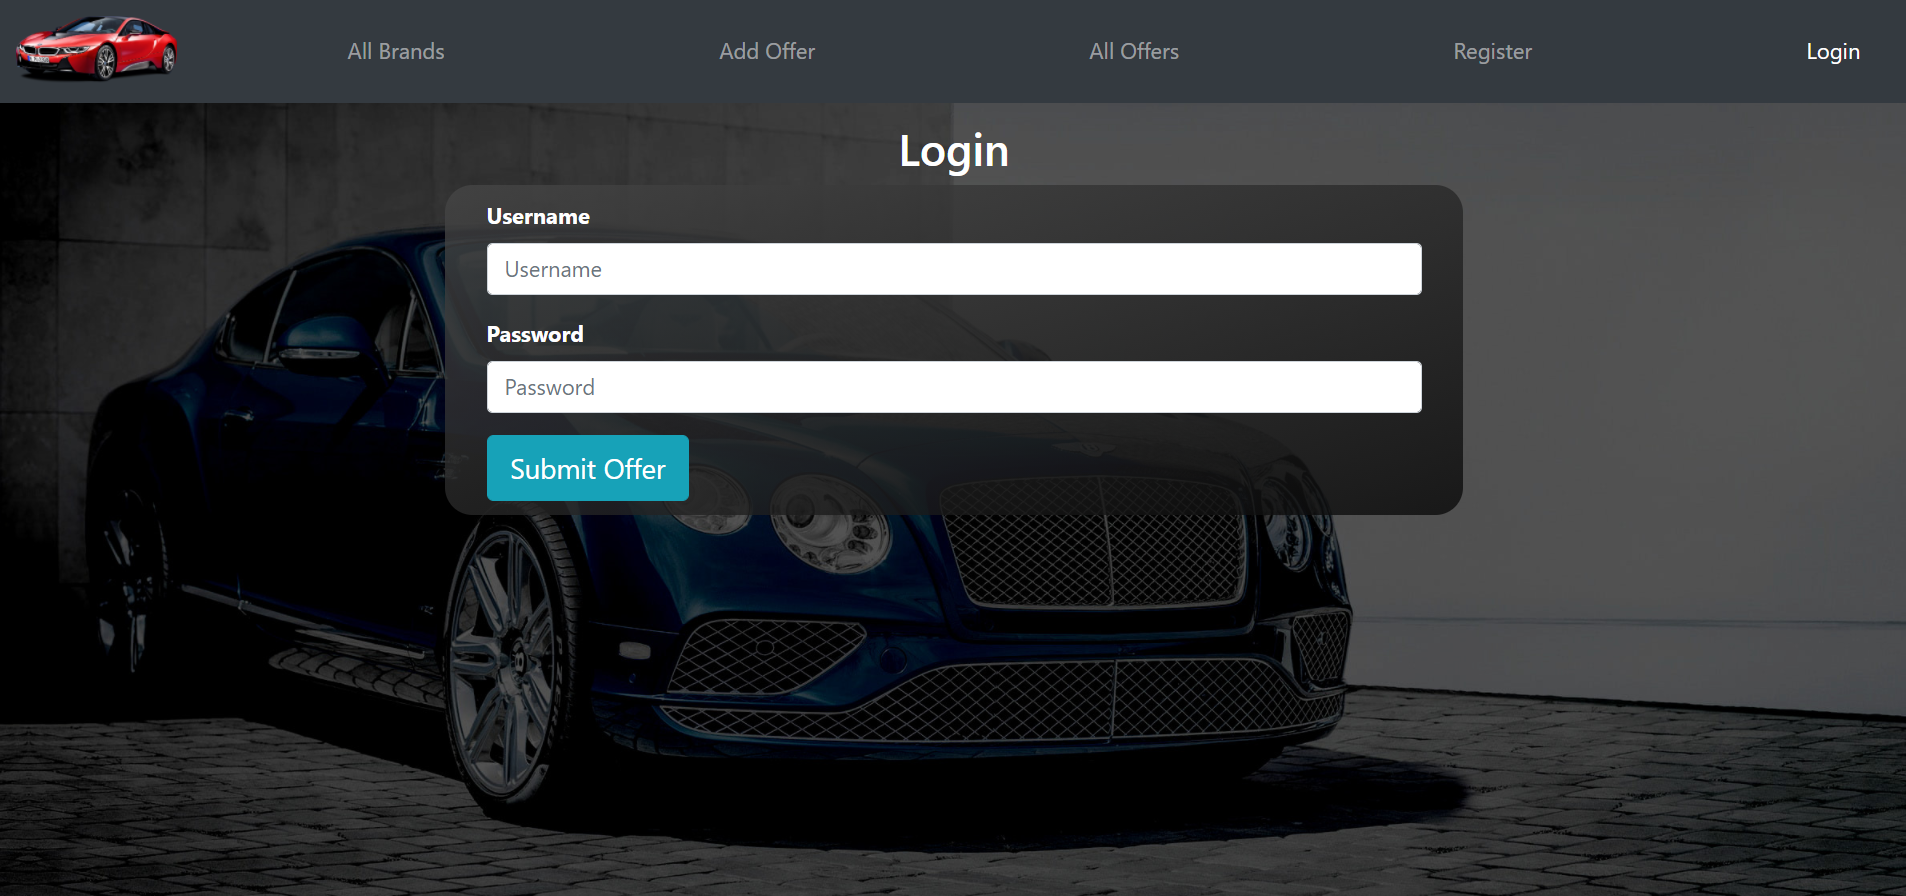 All Brands
Add Offer
All Offers
Register
Login
Login
Username
Username
Password
Password
Submit Offer